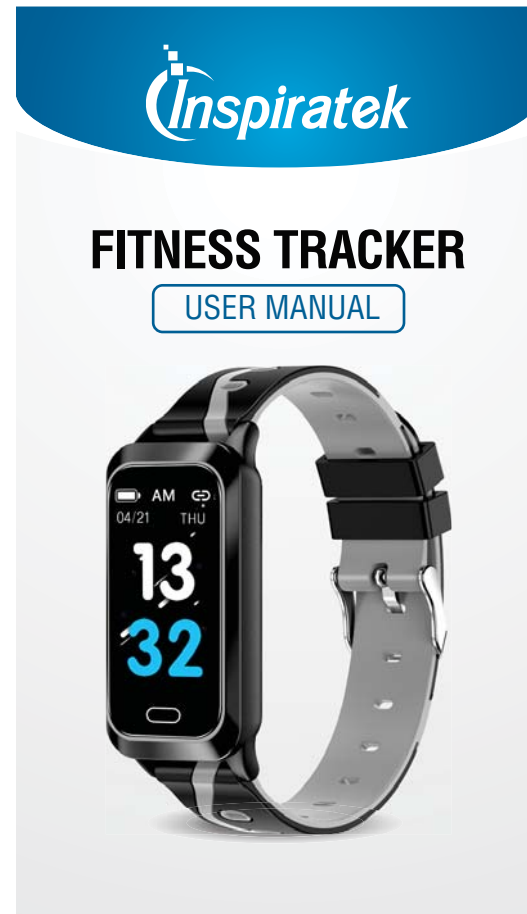 Inspiratek
FITNESS TRACKER
USER MANUAL
AM
04/21 THU
13
32